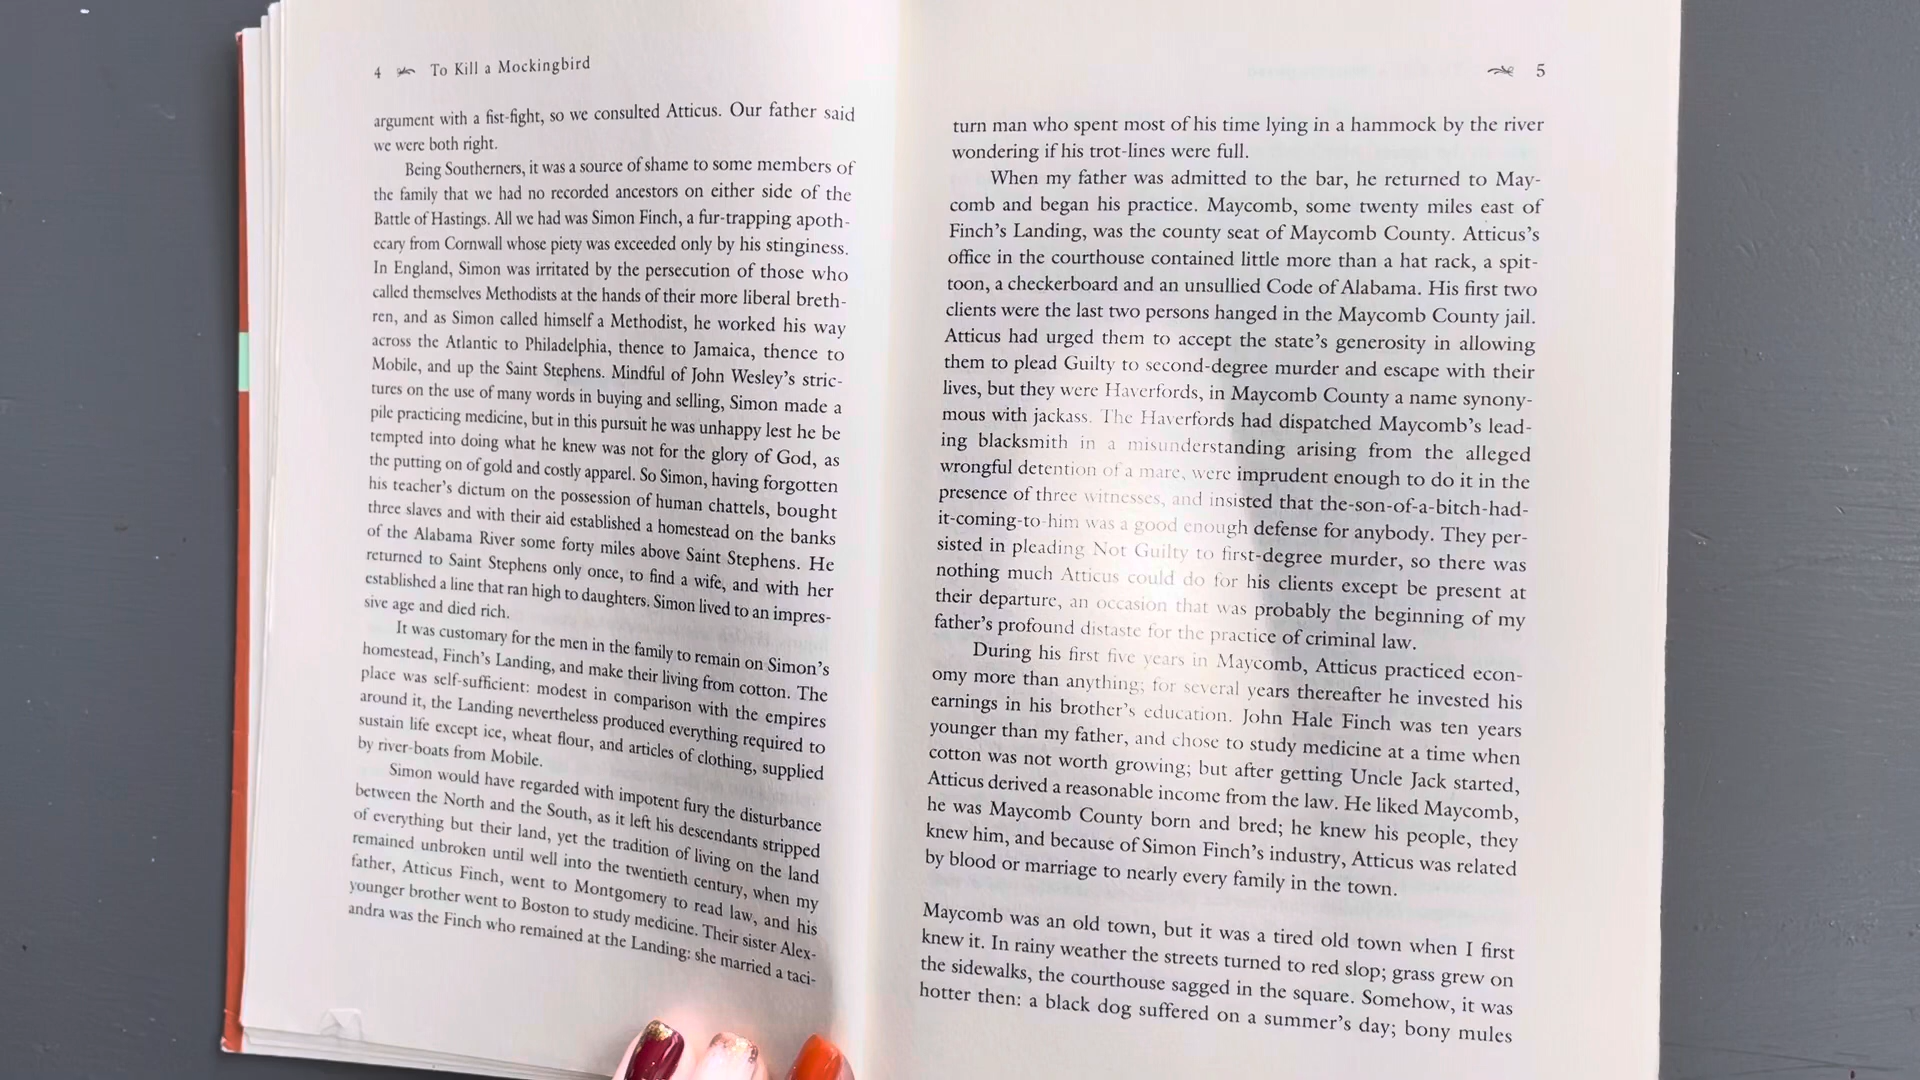 4 To Kill a Mockingbird
argument with a fist-fight, so we consulted Atticus. Our father said
we were both right.
Being Southerners, it was a source of shame to some members of
the family that we had no recorded ancestors on either side of the
Battle of Hastings. All we had was Simon Finch, a fur-trapping apoth-
ecary from Cornwall whose piety was exceeded only by his stinginess.
In England, Simon was irritated by the persecution of those who
called themselves Methodists at the hands of their more liberal breth-
ren, and as Simon called himself a Methodist, he worked his way
across the Atlantic to Philadelphia, thence to Jamaica, thence to
Mobile, and up the Saint Stephens. Mindful of John Wesley's stric-
tures on the use of many words in buying and selling, Simon made a
pile practicing medicine, but in this pursuit he was unhappy lest he be
tempted into doing what he knew was not for the glory of God, as
the putting on of gold and costly apparel. So Simon, having forgotten
his teacher's dictum on the possession of human chattels, bought
three slaves and with their aid established a homestead on the banks
of the Alabama River some forty miles above Saint Stephens. He
returned to Saint Stephens only once, to find a wife, and with her
established a line that ran high to daughters. Simon lived to an impres-
sive age and died rich.
It was customary for the men in the family to remain on Simon's
homestead, Finch's Landing, and make their living from cotton. The
place was self-sufficient: modest in comparison with the empires
around it, the Landing nevertheless produced everything required to
sustain life except ice, wheat flour, and articles of clothing, supplied
by river-boats from Mobile.
Simon would have regarded with impotent fury the disturbance
between the North and the South, as it left his descendants stripped
of everything but their land, yet the tradition of living on the land
remained unbroken until well into the twentieth century, when my
father, Atticus Finch, went to Montgomery to read law, and his
younger brother went to Boston to study medicine. Their sister Alex-
andra was the Finch who remained at the Landing: she married a taci-
5
turn man who spent most of his time lying in a hammock by the river
wondering if his trot-lines were full.
When my father was admitted to the bar, he returned to May-
comb and began his practice. Maycomb, some twenty miles east of
Finch's Landing, was the county seat of Maycomb County. Atticus's
office in the courthouse contained little more than a hat rack, a spit-
toon, a checkerboard and an unsullied Code of Alabama. His first two
clients were the last two persons hanged in the Maycomb County jail.
Atticus had urged them to accept the state's generosity in allowing
them to plead Guilty to second-degree murder and escape with their
lives, but they were Haverfords, in Maycomb County a name synony-
mous with jackass. The Haverfords had dispatched Maycomb's lead-
ing blacksmith in a misunderstanding arising from the alleged
wrongful detention of a mare, were imprudent enough to do it in the
presence of three witnesses, and insisted that the-son-of-a-bitch-had-
it-coming-to-him was a good enough defense for anybody. They per-
sisted in pleading Not Guilty to first-degree murder, so there was
nothing much Atticus could do for his clients except be present at
their departure, an occasion that was probably the beginning of my
father's profound distaste for the practice of criminal law.
During his first five years in Maycomb, Atticus practiced econ-
omy more than anything; for several years thereafter he invested his
earnings in his brother's education. John Hale Finch was ten years
younger than my father, and chose to study medicine at a time when
cotton was not worth growing; but after getting Uncle Jack started,
Atticus derived a reasonable income from the law. He liked Maycomb,
he was Maycomb County born and bred; he knew his people, they
knew him, and because of Simon Finch's industry, Atticus was related
by blood or marriage to nearly every family in the town.
Maycomb was an old town, but it was a tired old town when I first
knew it. In rainy weather the streets turned to red slop; grass grew on
the sidewalks, the courthouse sagged in the square. Somehow, it was
hotter then: a black dog suffered on a summer's day; bony mules